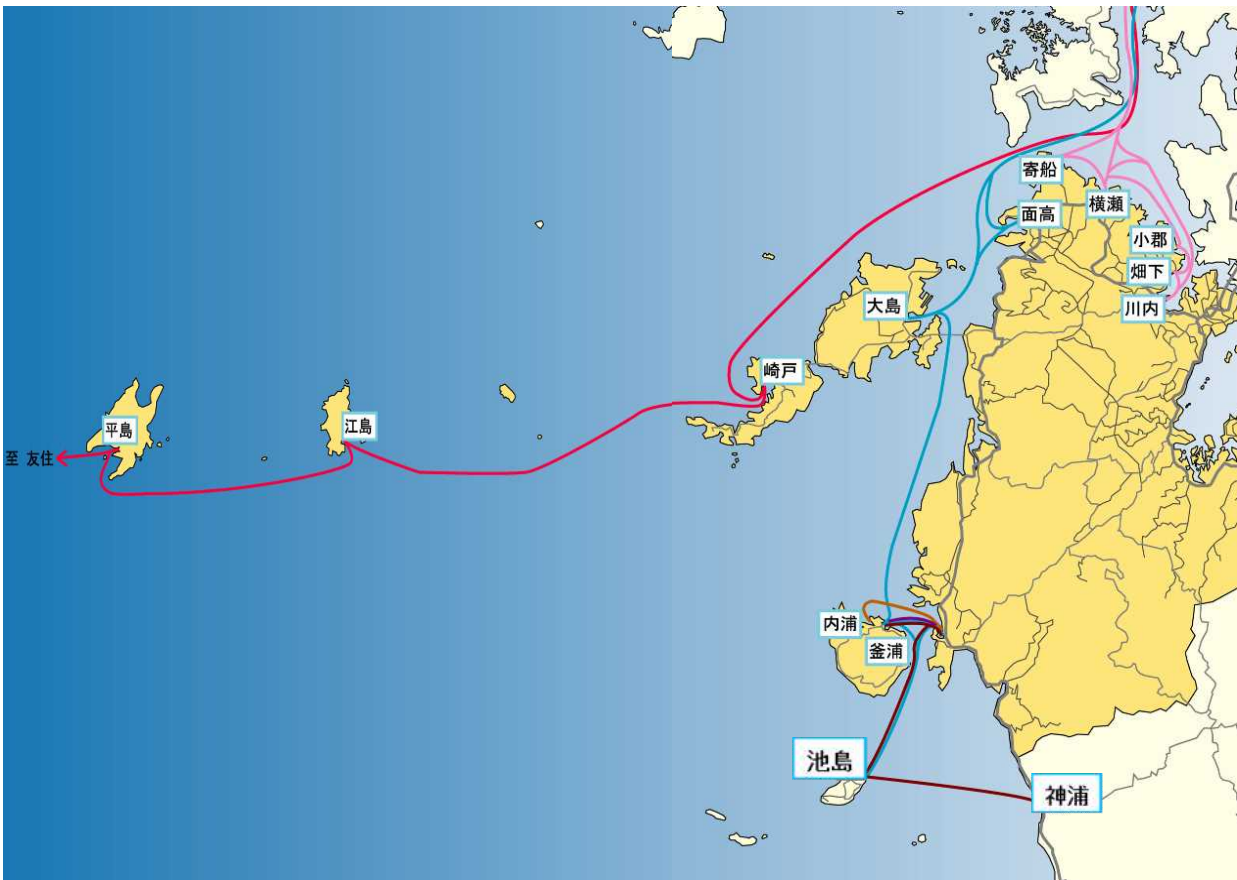 寄船
横瀬
面高
小郡
畑下
大島
川内
崎戸
平島
江島
至 友住
内浦
釜浦
池島
神浦